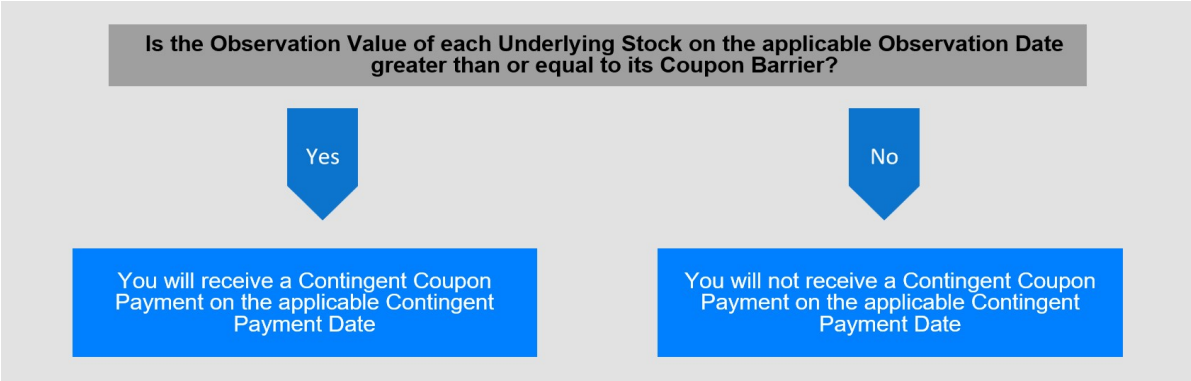 Is the Observation Value of each Underlying Stock on the applicable Observation Date
greater than or equal to its Coupon Barrier?
Yes
No
You will receive a Contingent Coupon
Payment on the applicable Contingent
Payment Date
You will not receive a Contingent Coupon
Payment on the applicable Contingent
Payment Date